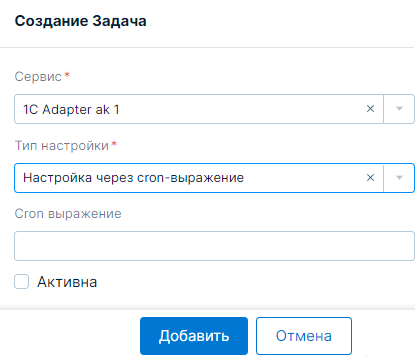 Создание Задача
Сервис *
1C Adapter ak 1
Тип настройки *
Настройка через cron-выражение
Cron выражение
Активна
Добавить
Отмена